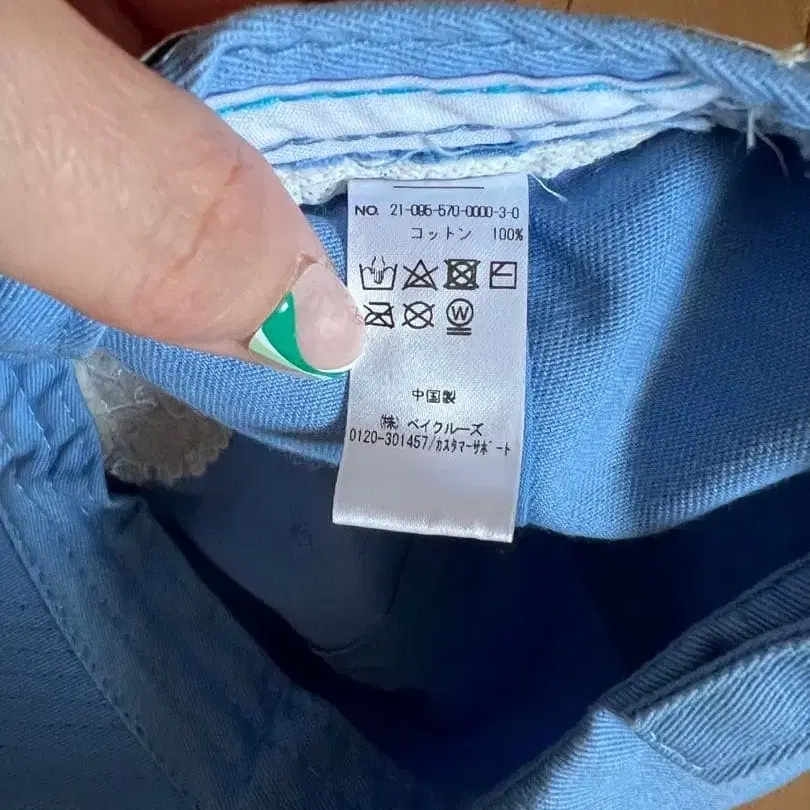 NO. 21-095-570-0000-3-0
コットン 100%
W
中国製
㈱ ベイクルーズ
0120-301457/カスタマーサポート